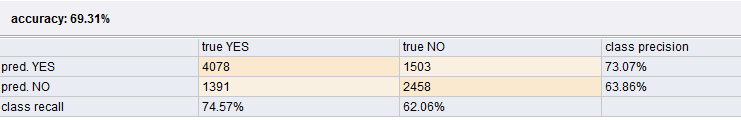 accuracy: 69.31%
true YES true NO class precision
pred. YES 4078 1503 73.07%
pred. NO 1391 2458 63.86%
class recall 74.57% 62.06%